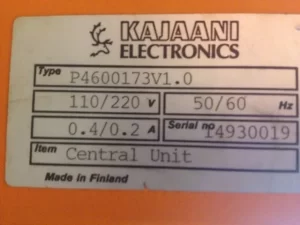 KAJAANI
ELECTRONICS
Type P4600173V1.0
110/220 V 50/60 Hz
0.4/0.2 A Serial no 14930019
Item Central Unit
Made in Finland